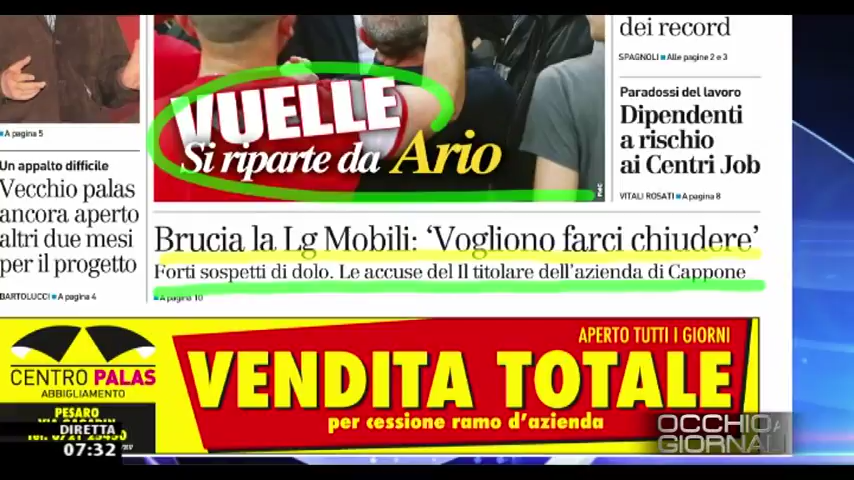 A pagina 5
Un appalto difficile
Vecchio palas
ancora aperto
altri due mesi
per il progetto
BARTOLUCCI A pagina 4
VUELLE
Si riparte da Ario
di record
SPAGNOLI Alle pagine 2 e 3
Paradossi del lavoro
Dipendenti
a rischio
ai Centri Job
VITALI ROSATI A pagina 8
Brucia la Lg Mobili: ‘Vogliono farci chiudere’
Forti sospetti di dolo. Le accuse del Il titolare dell'azienda di Cappone
A pagina 10
CENTRO PALAS
ABBIGLIAMENTO
PESARO
APERTO TUTTI I GIORNI
VENDITA TOTALE
per cessione ramo d'azienda
DIRETTA
07:32
OCCHIO AI
GIORNALI